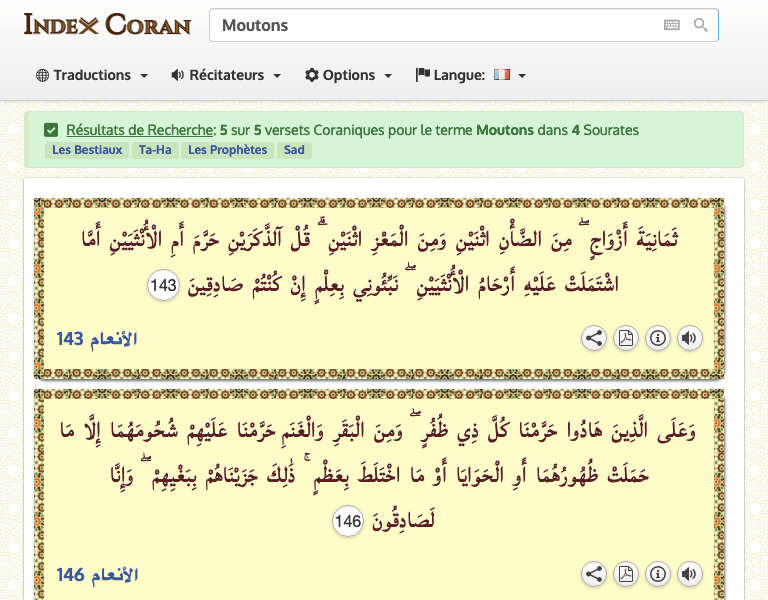 INDEX CORAN
Moutons
Traductions Récitateurs Options Langue:
Résultats de Recherche: 5 sur 5 versets Coraniques pour le terme Moutons dans 4 Sourates
Les Bestiaux Ta-Ha Les Prophètes Sad
ثَمَانِيَةَ أَزْوَاجٍ ۖ مِنَ الضَّأْنِ اثْنَيْنِ وَمِنَ الْمَعْزِ اثْنَيْنِ ۗ قُلْ آلذَّكَرَيْنِ حَرَّمَ أَمِ الْأُنْثَيَيْنِ أَمَّا
اشْتَمَلَتْ عَلَيْهِ أَرْحَامُ الْأُنْثَيَيْنِ ۖ نَبِّئُونِي بِعِلْمٍ إِنْ كُنْتُمْ صَادِقِينَ 143
الأنعام 143
وَعَلَى الَّذِينَ هَادُوا حَرَّمْنَا كُلَّ ذِي ظُفُرٍ ۖ وَمِنَ الْبَقَرِ وَالْغَنَمِ حَرَّمْنَا عَلَيْهِمْ شُحُومَهُمَا إِلَّا مَا
حَمَلَتْ ظُهُورُهُمَا أَوِ الْحَوَايَا أَوْ مَا اخْتَلَطَ بِعَظْمٍ ۚ ذَٰلِكَ جَزَيْنَاهُمْ بِبَغْيِهِمْ ۖ وَإِنَّا
لَصَادِقُونَ 146
الأنعام 146